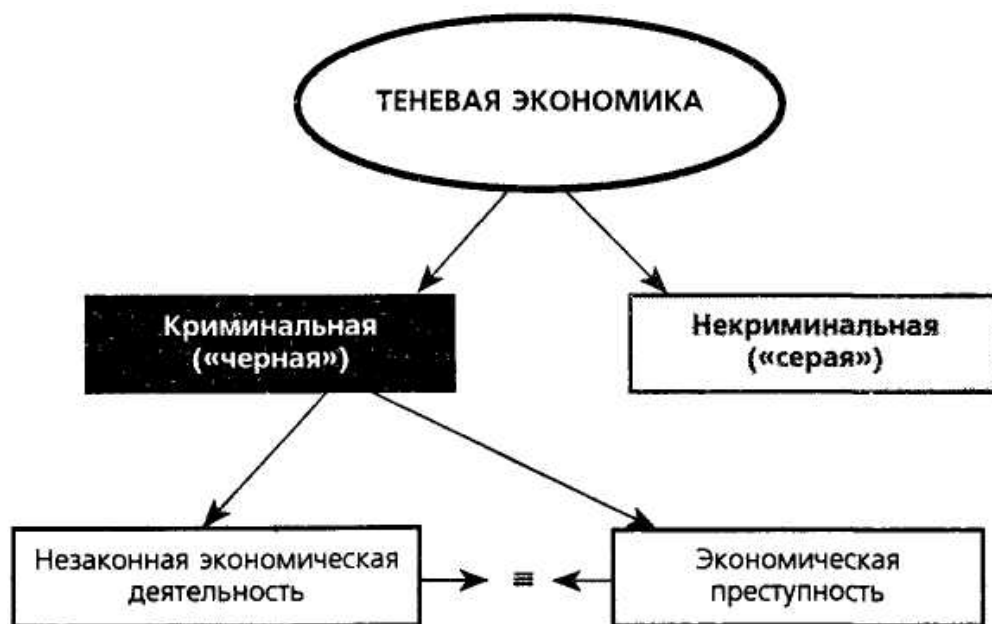 ТЕНЕВАЯ ЭКОНОМИКА
Криминальная
(«черная»)
Некриминальная
(«серая»)
Незаконная экономическая
деятельность
≡
Экономическая
преступность